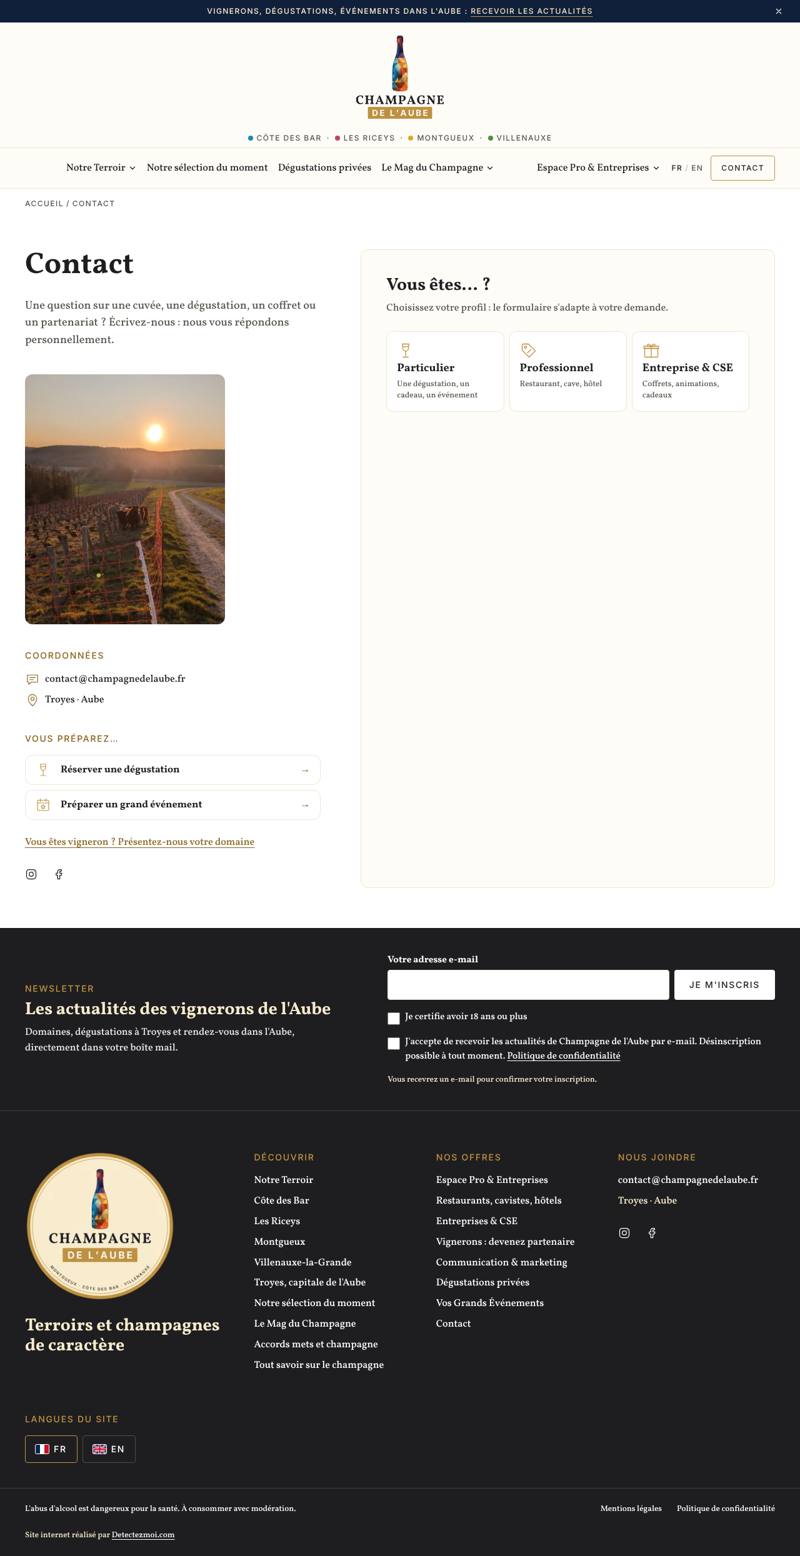 VIGNERONS, DÉGUSTATIONS, ÉVÉNEMENTS DANS L'AUBE : RECEVOIR LES ACTUALITÉS ×
CHAMPAGNE
DE L'AUBE
CÔTE DES BAR · LES RICEYS · MONTGUEUX · VILLENAUXE
Notre Terroir Notre sélection du moment Dégustations privées Le Mag du Champagne Espace Pro & Entreprises FR / EN CONTACT
ACCUEIL / CONTACT
Contact
Une question sur une cuvée, une dégustation, un coffret ou
un partenariat ? Écrivez-nous : nous vous répondons
personnellement.
COORDONNÉES
contact@champagnedelaube.fr
Troyes · Aube
VOUS PRÉPAREZ…
Réserver une dégustation →
Préparer un grand événement →
Vous êtes vigneron ? Présentez-nous votre domaine
Vous êtes… ?
Choisissez votre profil : le formulaire s'adapte à votre demande.
Particulier
Une dégustation, un
cadeau, un événement
Professionnel
Restaurant, cave, hôtel
Entreprise & CSE
Coffrets, animations,
cadeaux
NEWSLETTER
Les actualités des vignerons de l'Aube
Domaines, dégustations à Troyes et rendez-vous dans l'Aube,
directement dans votre boîte mail.
Votre adresse e-mail
JE M'INSCRIS
Je certifie avoir 18 ans ou plus
J'accepte de recevoir les actualités de Champagne de l'Aube par e-mail. Désinscription
possible à tout moment. Politique de confidentialité
Vous recevrez un e-mail pour confirmer votre inscription.
CHAMPAGNE
DE L'AUBE
MONTGUEUX · CÔTE DES BAR · VILLENAUXE
Terroirs et champagnes
de caractère
DÉCOUVRIR
Notre Terroir
Côte des Bar
Les Riceys
Montgueux
Villenauxe-la-Grande
Troyes, capitale de l'Aube
Notre sélection du moment
Le Mag du Champagne
Accords mets et champagne
Tout savoir sur le champagne
NOS OFFRES
Espace Pro & Entreprises
Restaurants, cavistes, hôtels
Entreprises & CSE
Vignerons : devenez partenaire
Communication & marketing
Dégustations privées
Vos Grands Événements
Contact
NOUS JOINDRE
contact@champagnedelaube.fr
Troyes · Aube
LANGUES DU SITE
FR EN
L'abus d'alcool est dangereux pour la santé. À consommer avec modération. Mentions légales Politique de confidentialité
Site internet réalisé par Detectezmoi.com